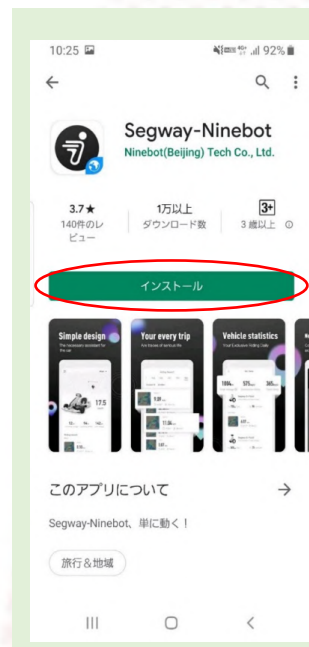 10:25 92%
Segway-Ninebot
Ninebot(Beijing) Tech Co., Ltd.
3.7★ 1万以上 3+
140件のレビュー ダウンロード数 3 歳以上
インストール
Simple design Your every trip Vehicle statistics
17.5
このアプリについて →
Segway-Ninebot、単に動く！
旅行＆地域